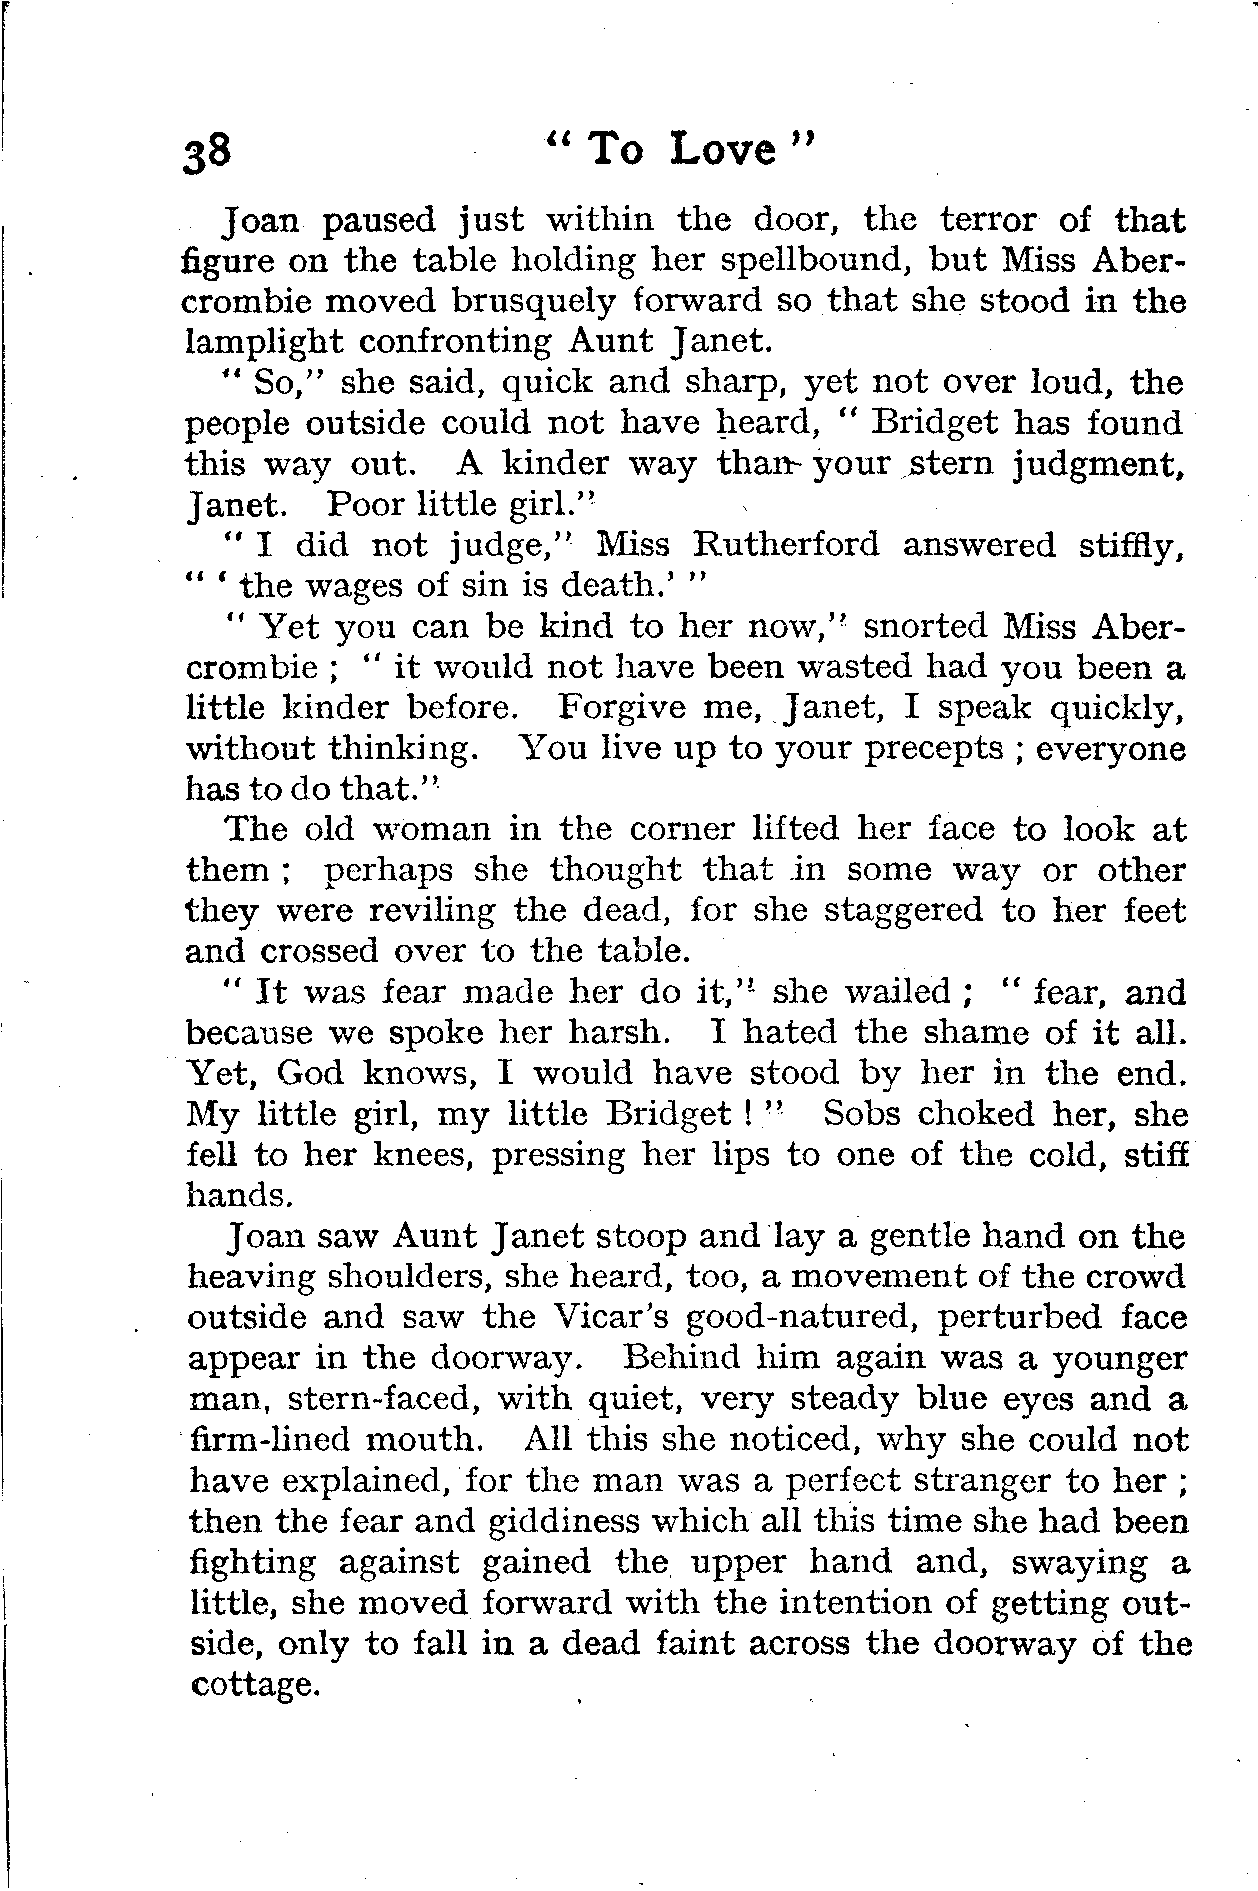 38 “ To Love ”
Joan paused just within the door, the terror of that
figure on the table holding her spellbound, but Miss Aber-
crombie moved brusquely forward so that she stood in the
lamplight confronting Aunt Janet.
“ So,” she said, quick and sharp, yet not over loud, the
people outside could not have heard, “ Bridget has found
this way out. A kinder way than your stern judgment,
Janet. Poor little girl.”
“ I did not judge,” Miss Rutherford answered stiffly,
“ ‘ the wages of sin is death.’ ”
“ Yet you can be kind to her now,” snorted Miss Aber-
crombie ; “ it would not have been wasted had you been a
little kinder before. Forgive me, Janet, I speak quickly,
without thinking. You live up to your precepts ; everyone
has to do that.”
The old woman in the corner lifted her face to look at
them ; perhaps she thought that in some way or other
they were reviling the dead, for she staggered to her feet
and crossed over to the table.
“ It was fear made her do it,” she wailed ; “ fear, and
because we spoke her harsh. I hated the shame of it all.
Yet, God knows, I would have stood by her in the end.
My little girl, my little Bridget ! ” Sobs choked her, she
fell to her knees, pressing her lips to one of the cold, stiff
hands.
Joan saw Aunt Janet stoop and lay a gentle hand on the
heaving shoulders, she heard, too, a movement of the crowd
outside and saw the Vicar's good-natured, perturbed face
appear in the doorway. Behind him again was a younger
man, stern-faced, with quiet, very steady blue eyes and a
firm-lined mouth. All this she noticed, why she could not
have explained, for the man was a perfect stranger to her ;
then the fear and giddiness which all this time she had been
fighting against gained the upper hand and, swaying a
little, she moved forward with the intention of getting out-
side, only to fall in a dead faint across the doorway of the
cottage.